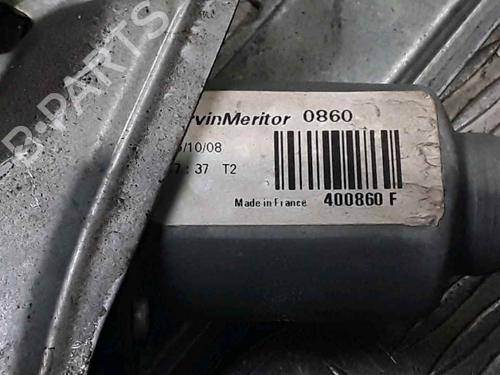 B-PARTS
vinMeritor 0860
/10/08
: 37 T2
Made in France 400860 F